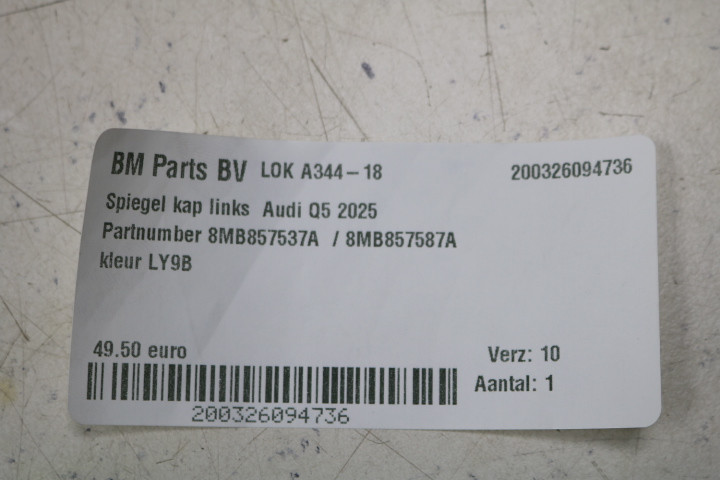 BM Parts BV LOK A344-18 200326094736
Spiegel kap links Audi Q5 2025
Partnumber 8MB857537A / 8MB857587A
kleur LY9B
49.50 euro Verz: 10
Aantal: 1
200326094736